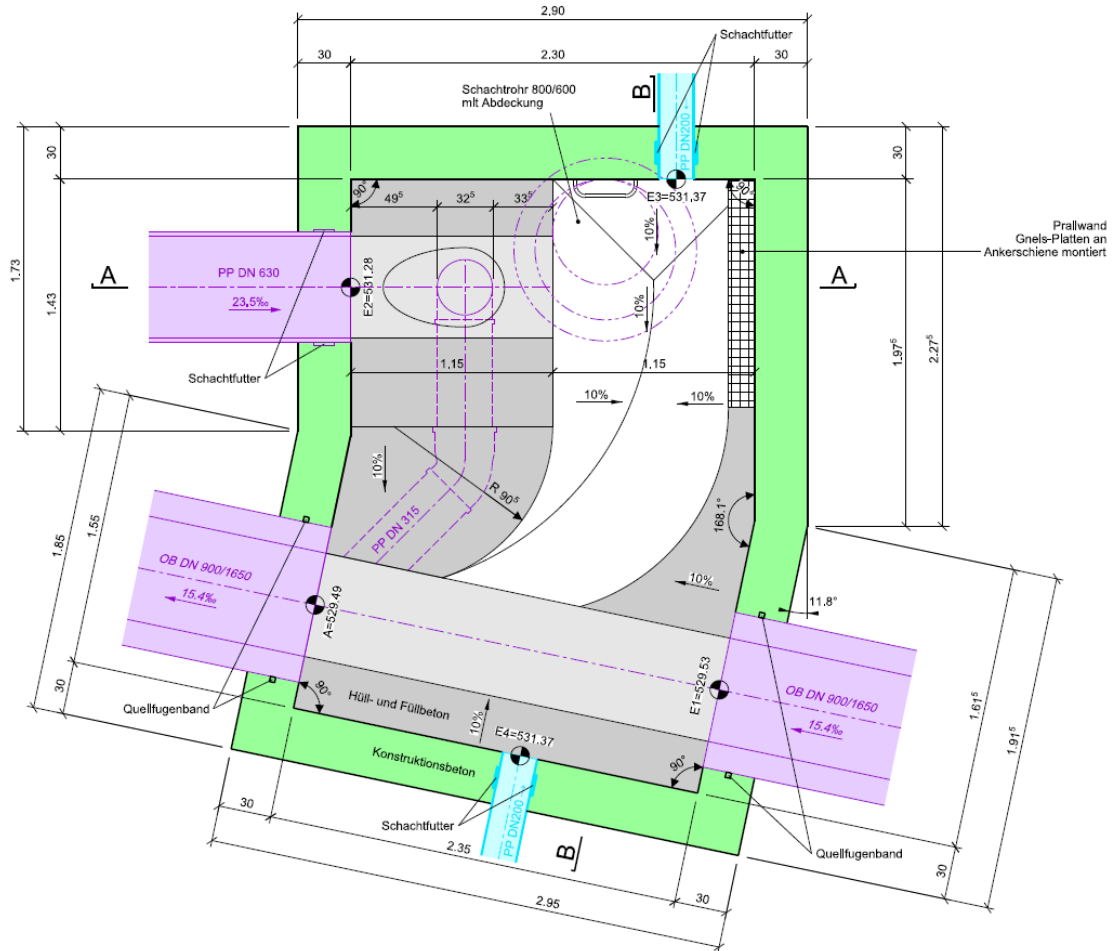 2.90
30
2.30
30
Schachtfutter
Schachtrohr 800/600
mit Abdeckung
B
PP DN200
30
30
90°
90°
E3=531,37
49⁵
32⁵
33⁵
10%
Prallwand
Gneis-Platten an
Ankerschiene montiert
1.73
1.43
A
PP DN 630
23,5‰
E2=531.28
A
10%
1.97⁵
2.27⁵
Schachtfutter
1.15
1.15
10%
10%
10%
R 90⁵
PP DN 315
168.1°
1.55
1.85
OB DN 900/1650
15.4‰
A=529.49
10%
11.8°
E1=529.53
OB DN 900/1650
15.4‰
30
90°
Hüll- und Füllbeton
10%
E4=531.37
Quellfugenband
Konstruktionsbeton
90°
1.61⁵
1.91⁵
30
Schachtfutter
PP DN200
B
Quellfugenband
2.35
30
30
2.95